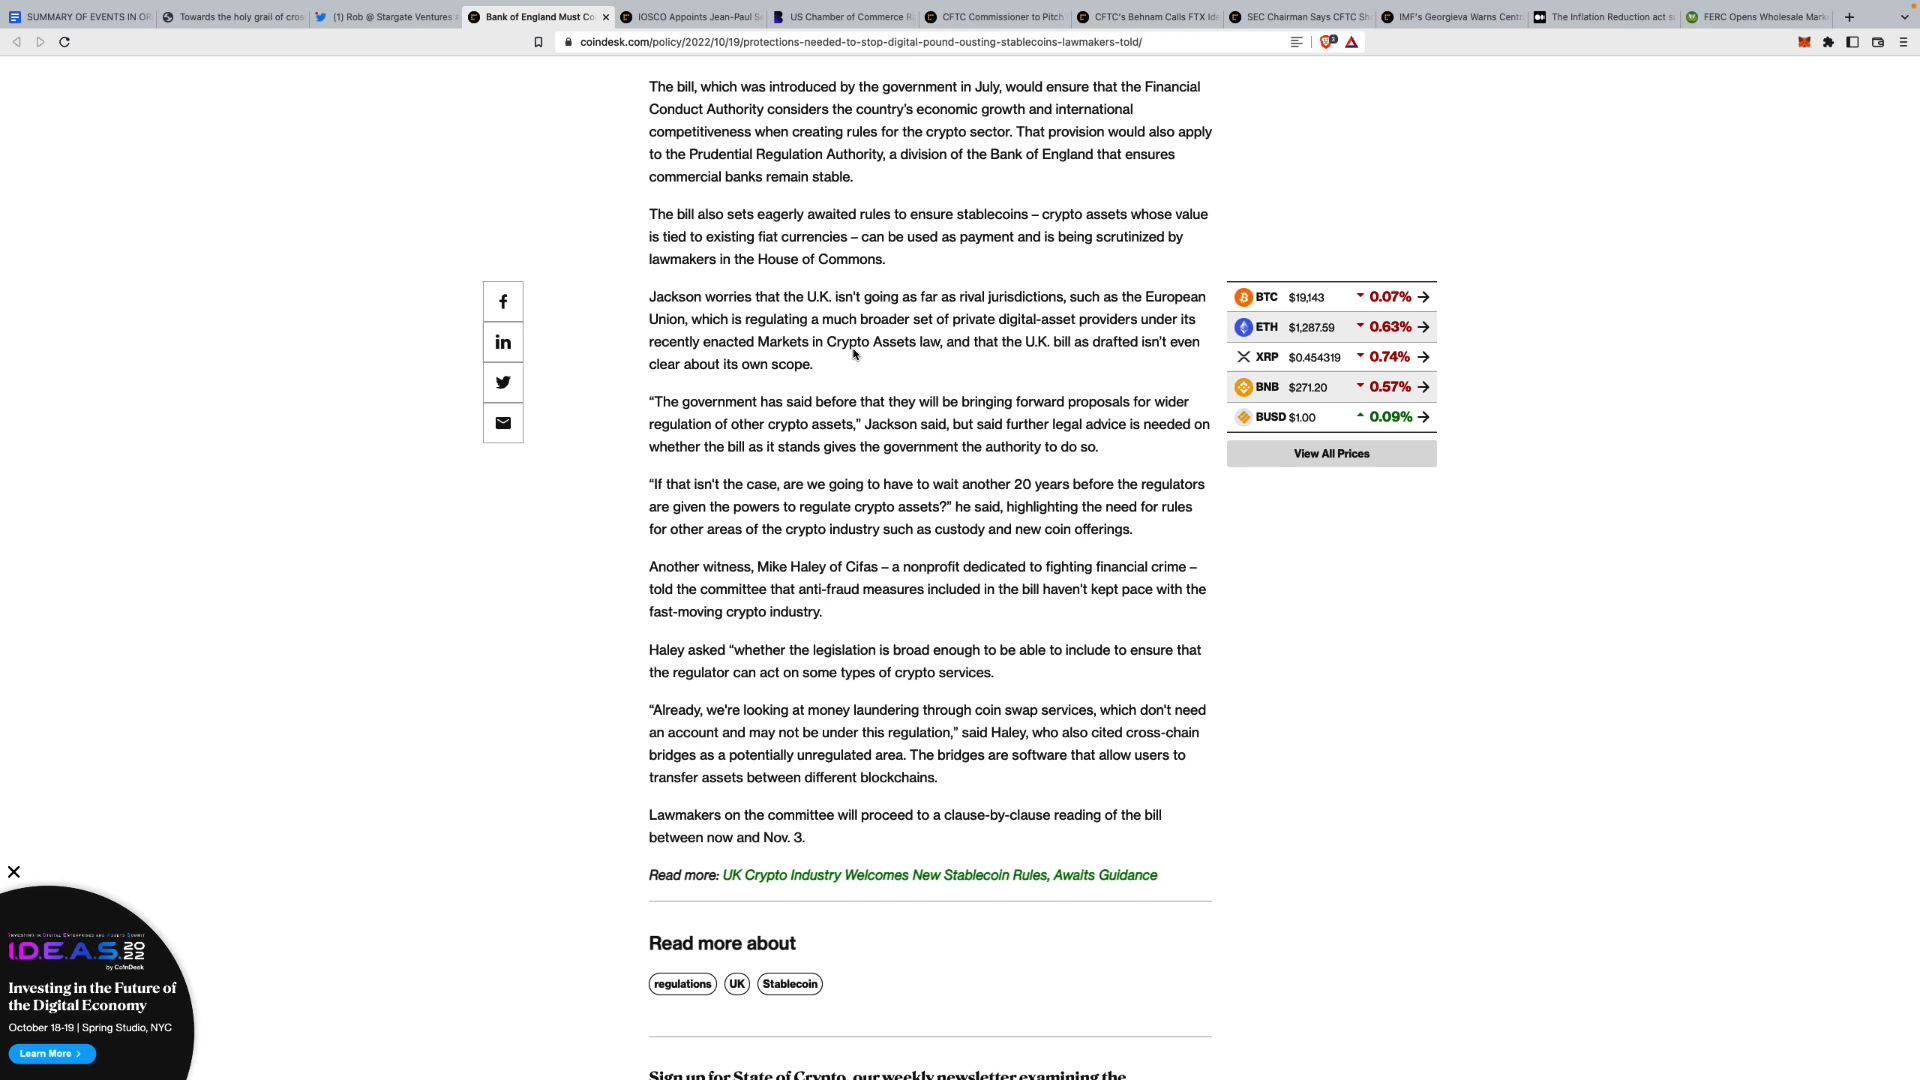 SUMMARY OF EVENTS IN OR
Towards the holy grail of cros
(1) Rob @ Stargate Ventures
Bank of England Must Co
IOSCO Appoints Jean-Paul S
US Chamber of Commerce R
CFTC Commissioner to Pitch
CFTC's Behnam Calls FTX Id
SEC Chairman Says CFTC Sh
IMF's Georgieva Warns Centr
The Inflation Reduction act s
FERC Opens Wholesale Mark
coindesk.com/policy/2022/10/19/protections-needed-to-stop-digital-pound-ousting-stablecoins-lawmakers-told/
The bill, which was introduced by the government in July, would ensure that the Financial
Conduct Authority considers the country's economic growth and international
competitiveness when creating rules for the crypto sector. That provision would also apply
to the Prudential Regulation Authority, a division of the Bank of England that ensures
commercial banks remain stable.
The bill also sets eagerly awaited rules to ensure stablecoins – crypto assets whose value
is tied to existing fiat currencies – can be used as payment and is being scrutinized by
lawmakers in the House of Commons.
Jackson worries that the U.K. isn't going as far as rival jurisdictions, such as the European
Union, which is regulating a much broader set of private digital-asset providers under its
recently enacted Markets in Crypto Assets law, and that the U.K. bill as drafted isn't even
clear about its own scope.
“The government has said before that they will be bringing forward proposals for wider
regulation of other crypto assets,” Jackson said, but said further legal advice is needed on
whether the bill as it stands gives the government the authority to do so.
“If that isn't the case, are we going to have to wait another 20 years before the regulators
are given the powers to regulate crypto assets?” he said, highlighting the need for rules
for other areas of the crypto industry such as custody and new coin offerings.
Another witness, Mike Haley of Cifas – a nonprofit dedicated to fighting financial crime –
told the committee that anti-fraud measures included in the bill haven't kept pace with the
fast-moving crypto industry.
Haley asked “whether the legislation is broad enough to be able to include to ensure that
the regulator can act on some types of crypto services.
“Already, we're looking at money laundering through coin swap services, which don't need
an account and may not be under this regulation,” said Haley, who also cited cross-chain
bridges as a potentially unregulated area. The bridges are software that allow users to
transfer assets between different blockchains.
Lawmakers on the committee will proceed to a clause-by-clause reading of the bill
between now and Nov. 3.
Read more: UK Crypto Industry Welcomes New Stablecoin Rules, Awaits Guidance
Read more about
regulations UK Stablecoin
Sign up for State of Crypto, our weekly newsletter examining the
BTC $19,143 0.07%
ETH $1,287.59 0.63%
XRP $0.454319 0.74%
BNB $271.20 0.57%
BUSD $1.00 0.09%
View All Prices
INVESTING IN DIGITAL ENTERPRISES AND ASSETS SUMMIT
I.D.E.A.S. 2022
by CoinDesk
Investing in the Future of
the Digital Economy
October 18-19 | Spring Studio, NYC
Learn More >